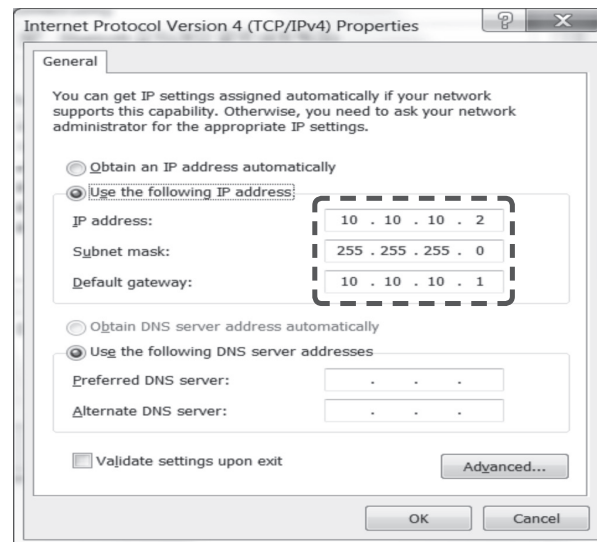 Internet Protocol Version 4 (TCP/IPv4) Properties
General
You can get IP settings assigned automatically if your network
supports this capability. Otherwise, you need to ask your network
administrator for the appropriate IP settings.
Obtain an IP address automatically
Use the following IP address:
IP address: 10 . 10 . 10 . 2
Subnet mask: 255 . 255 . 255 . 0
Default gateway: 10 . 10 . 10 . 1
Obtain DNS server address automatically
Use the following DNS server addresses
Preferred DNS server: . . .
Alternate DNS server: . . .
Validate settings upon exit
Advanced...
OK Cancel